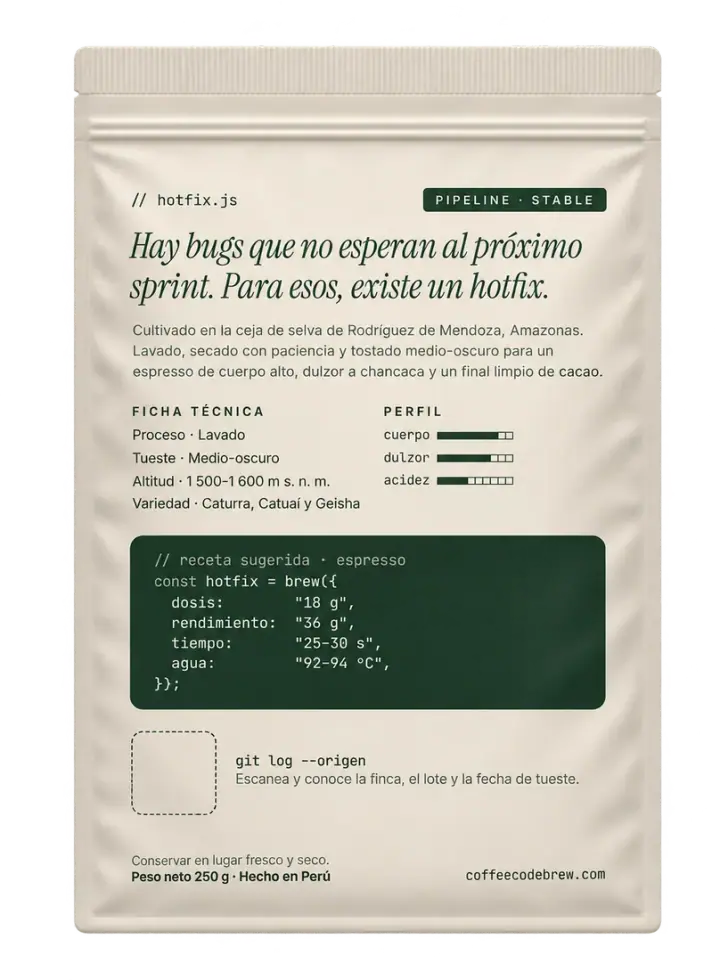 // hotfix.js
PIPELINE · STABLE
Hay bugs que no esperan al próximo
sprint. Para esos, existe un hotfix.
Cultivado en la ceja de selva de Rodríguez de Mendoza, Amazonas.
Lavado, secado con paciencia y tostado medio-oscuro para un
espresso de cuerpo alto, dulzor a chancaca y un final limpio de cacao.
FICHA TÉCNICA
Proceso · Lavado
Tueste · Medio-oscuro
Altitud · 1 500-1 600 m s. n. m.
Variedad · Caturra, Catuaí y Geisha
PERFIL
cuerpo
dulzor
acidez
// receta sugerida · espresso
const hotfix = brew({
  dosis:        "18 g",
  rendimiento:  "36 g",
  tiempo:       "25–30 s",
  agua:         "92–94 °C",
}};
git log --origen
Escanea y conoce la finca, el lote y la fecha de tueste.
Conservar en lugar fresco y seco.
Peso neto 250 g · Hecho en Perú
coffeecodebrew.com